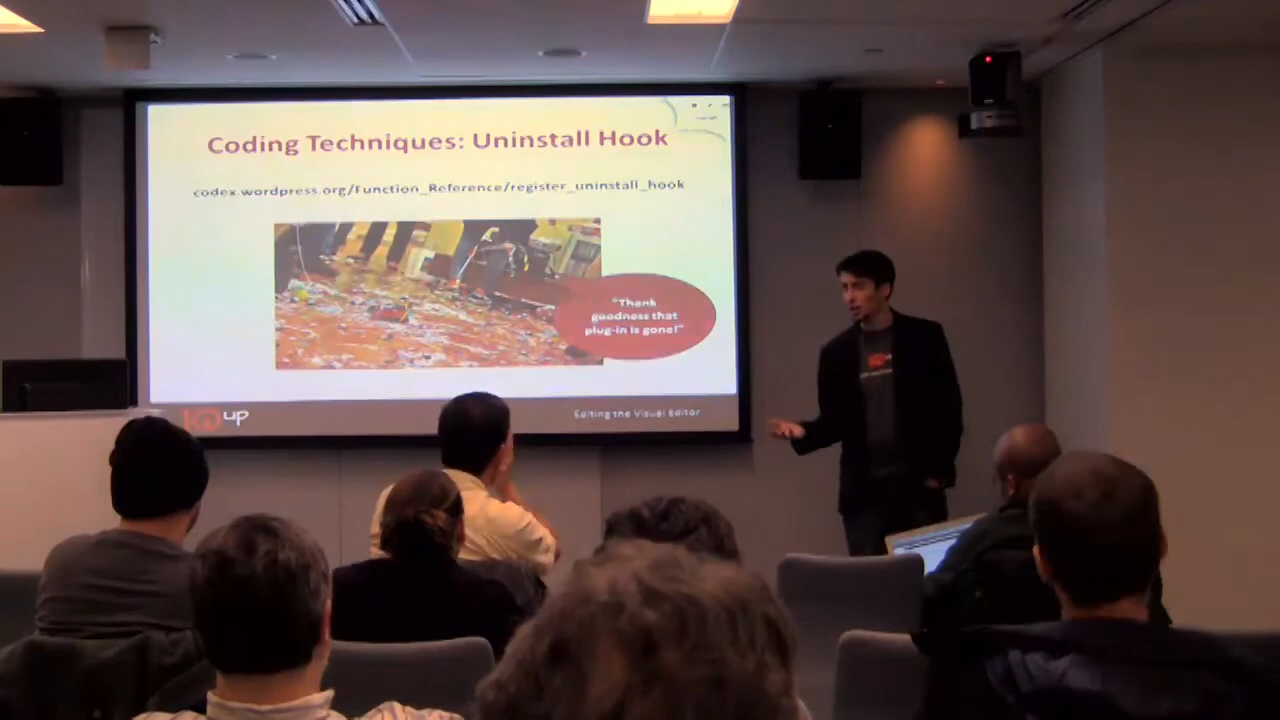 Coding Techniques: Uninstall Hook
codex.wordpress.org/Function_Reference/register_uninstall_hook
"Thank
goodness that
plug-in is gone!"
10up
Editing the Visual Editor